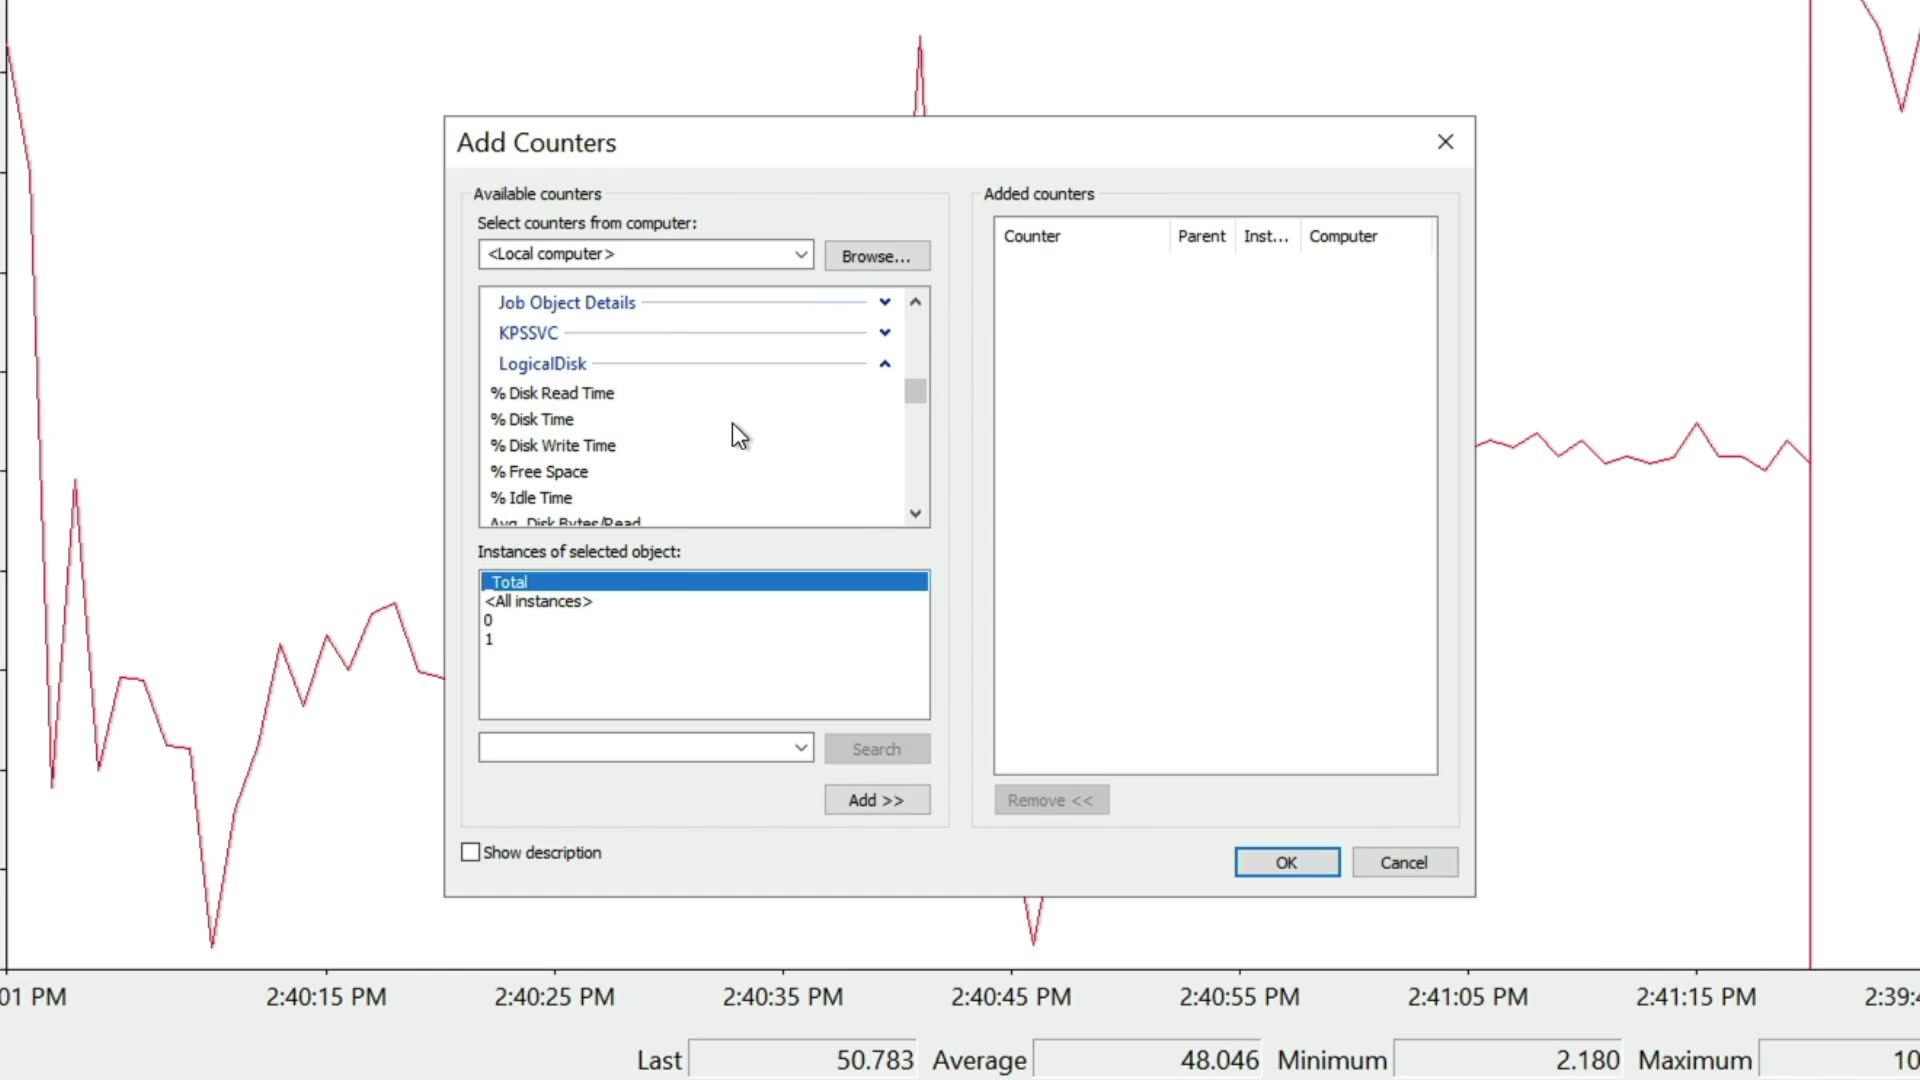 Add Counters
Available counters
Select counters from computer:
<Local computer>
Browse...
Job Object Details
KPSSVC
LogicalDisk
% Disk Read Time
% Disk Time
% Disk Write Time
% Free Space
% Idle Time
Avg. Disk Bytes/Read
Instances of selected object:
_Total
<All instances>
0
1
Search
Add >>
Show description
Added counters
Counter Parent Inst... Computer
Remove <<
OK
Cancel
01 PM 2:40:15 PM 2:40:25 PM 2:40:35 PM 2:40:45 PM 2:40:55 PM 2:41:05 PM 2:41:15 PM 2:39:
Last 50.783 Average 48.046 Minimum 2.180 Maximum 10